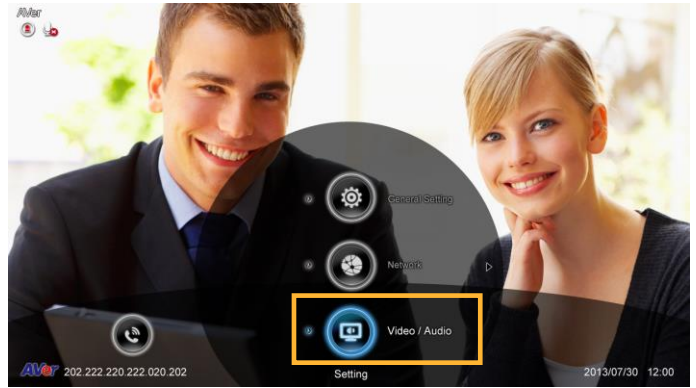 AVer
General Setting
Network
Video / Audio
AVer 202.222.220 222.020.202
Setting
2013/07/30 12:00